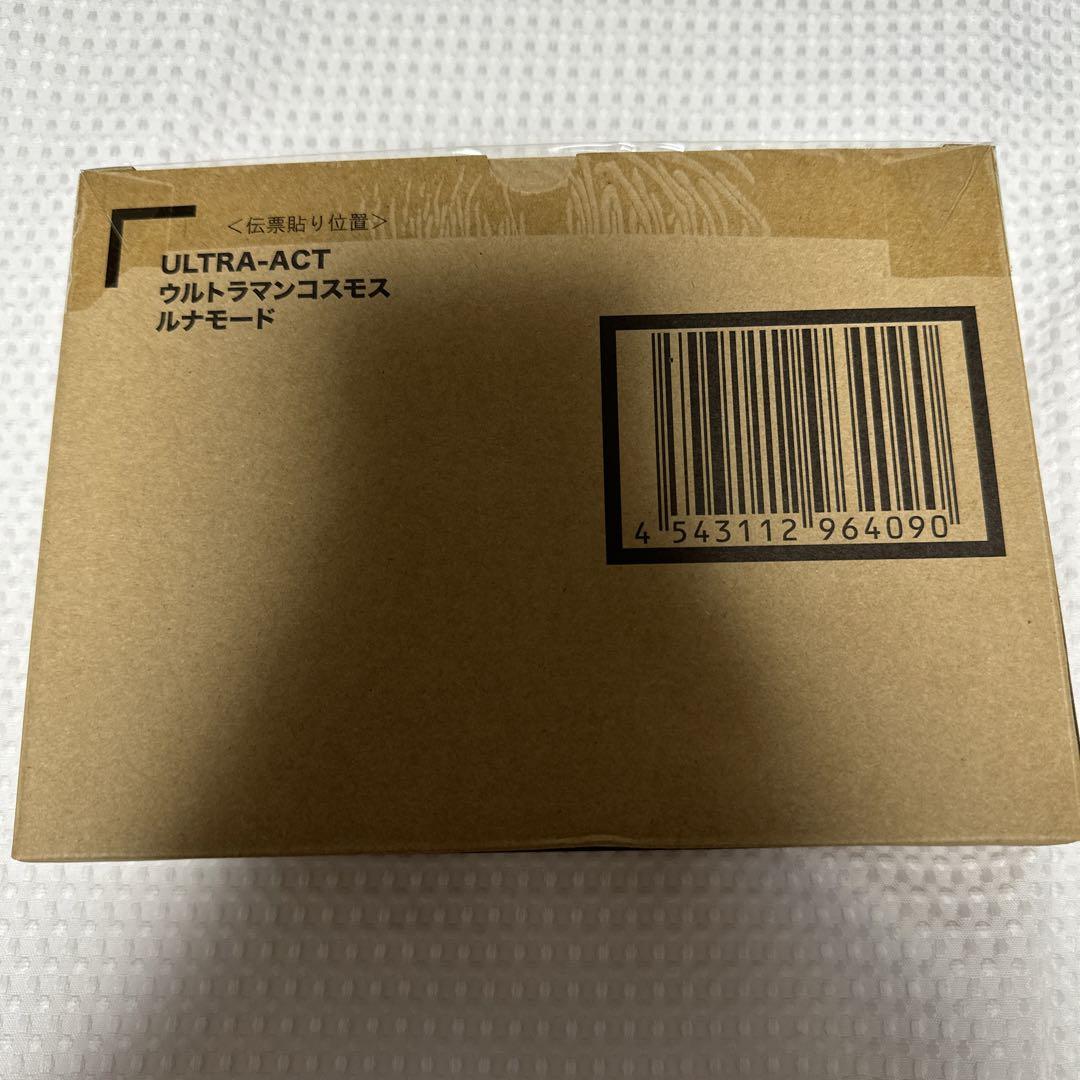 <伝票貼り位置>
ULTRA-ACT
ウルトラマンコスモス
ルナモード
4 543112 964090